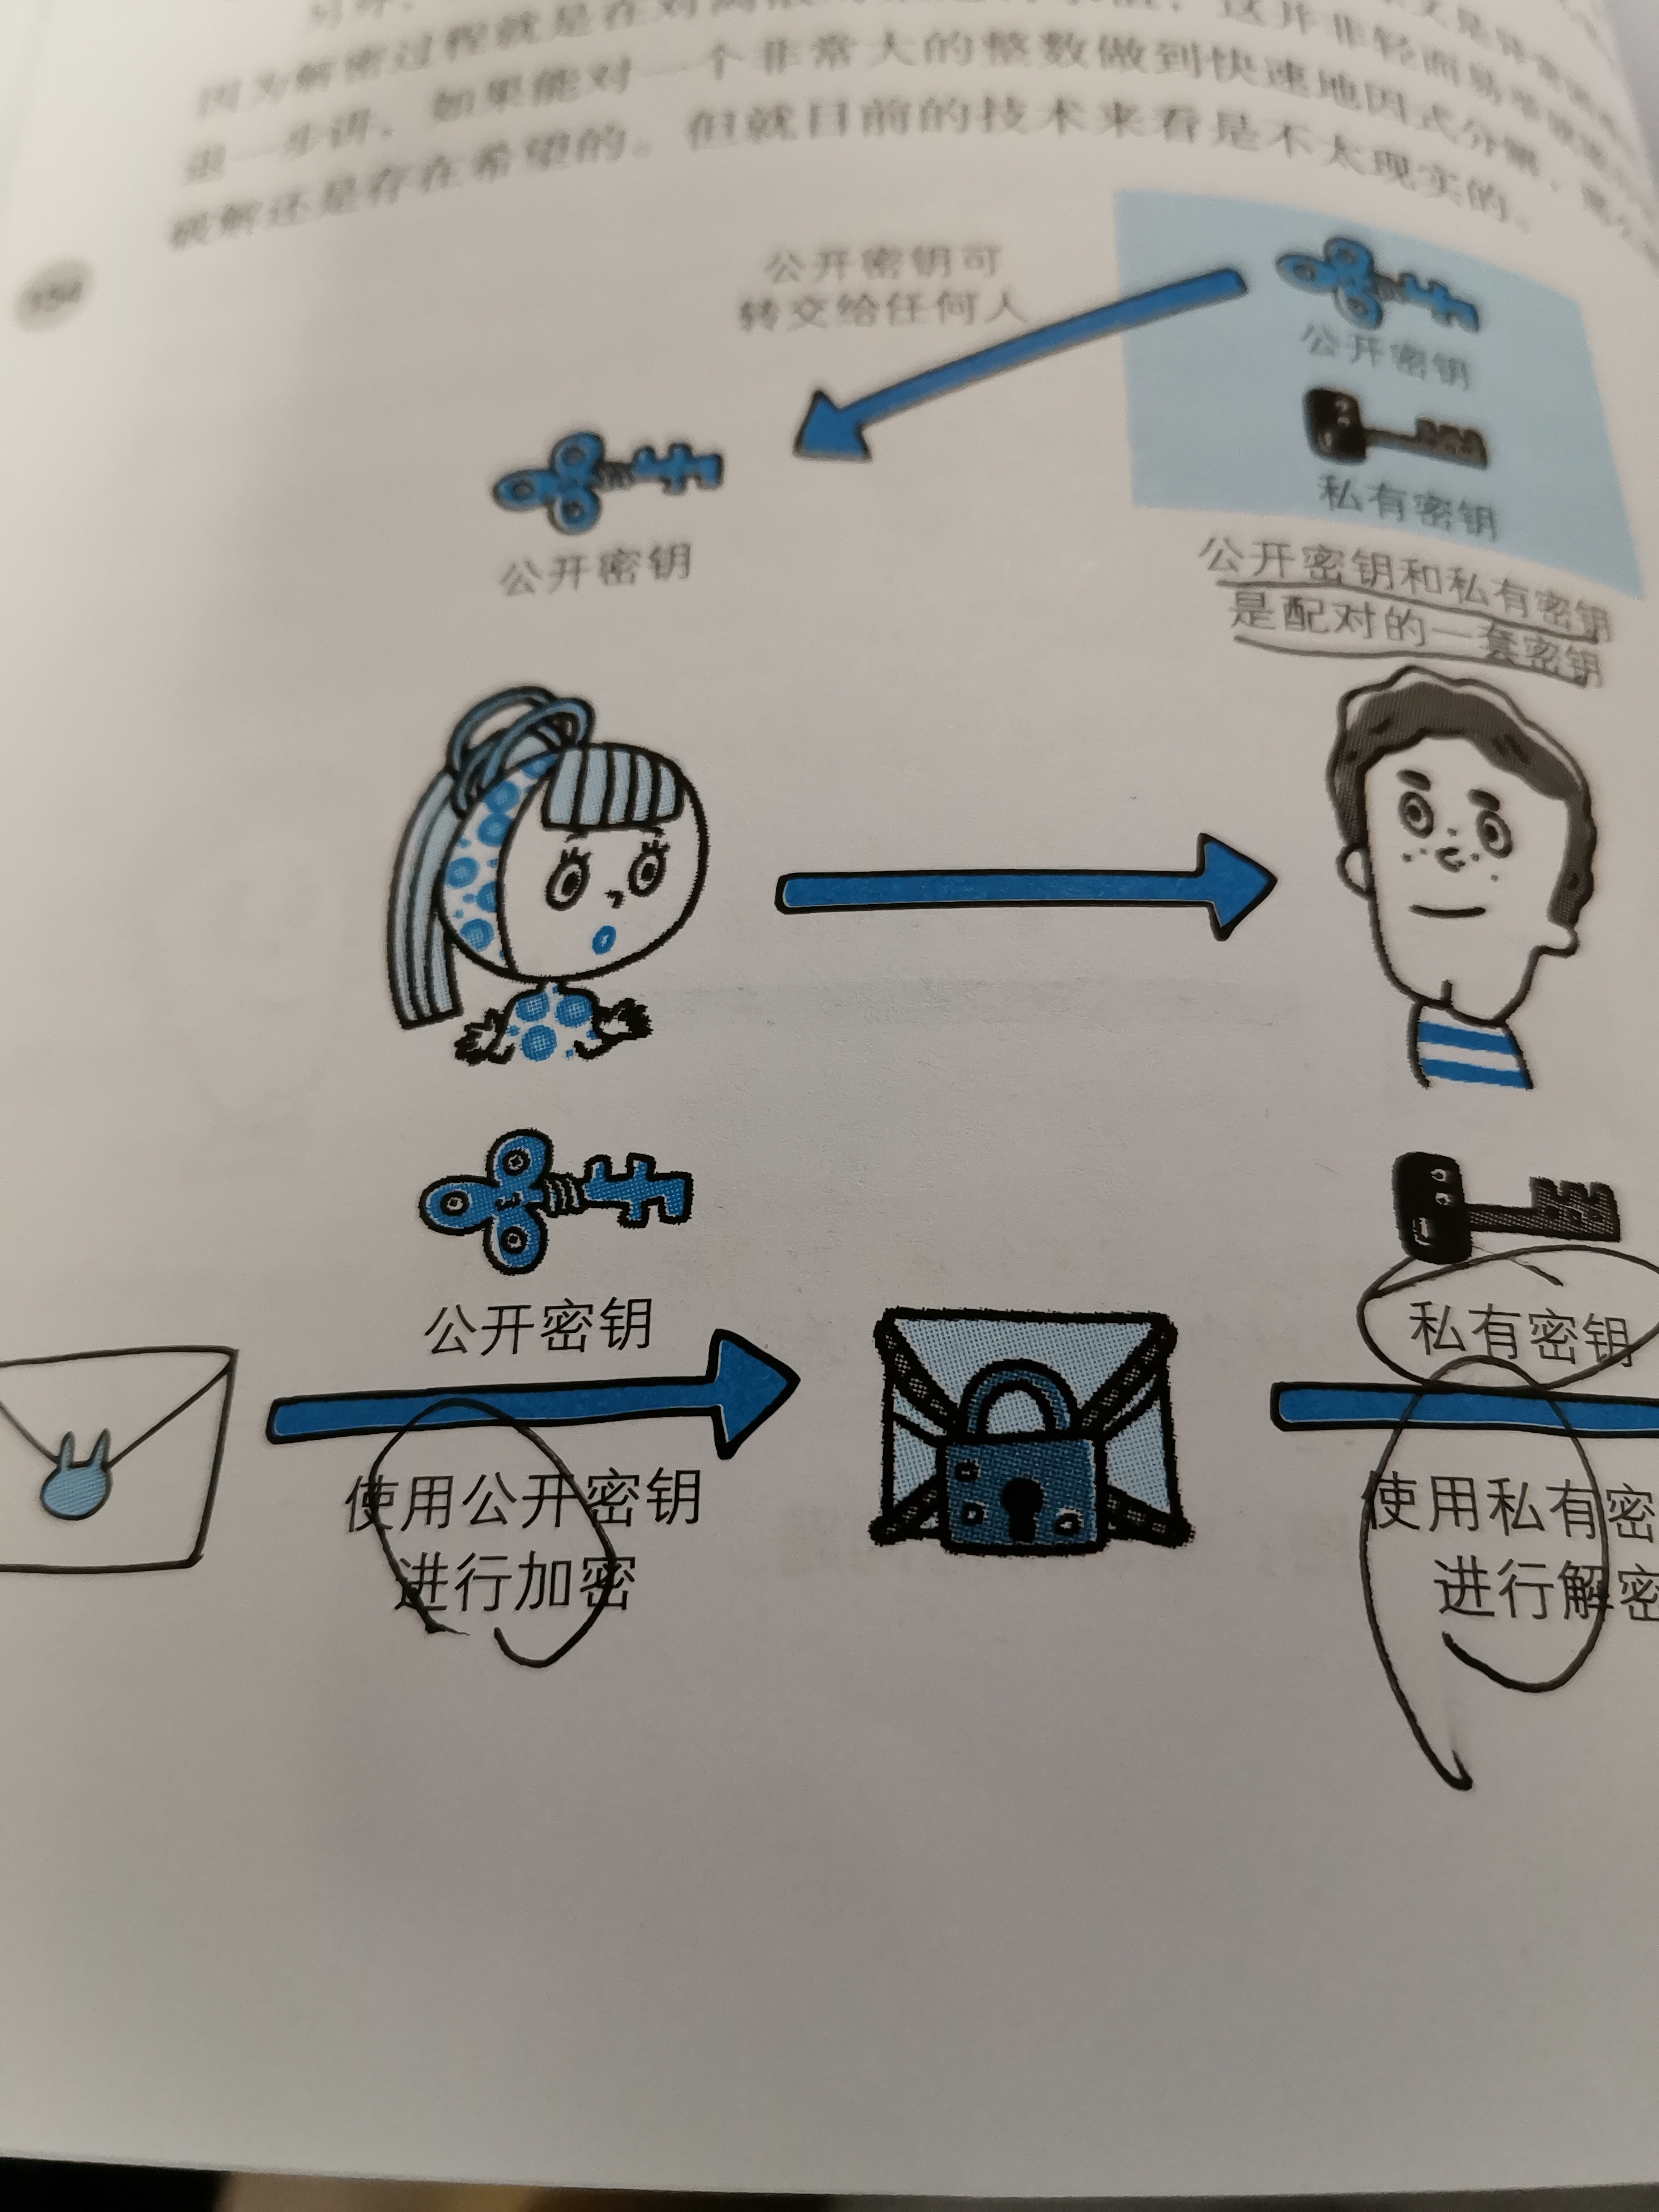 因为解密过程就是在对离散
这并非轻而易举
进一步讲，如果能对一个非常大的整数做到快速地因式分解，
破解还是存在希望的。但就目前的技术来看是不太现实的。
公开密钥可
转交给任何人
公开密钥
私有密钥
公开密钥
公开密钥和私有密钥
是配对的一套密钥
公开密钥
私有密钥
使用公开密钥
进行加密
使用私有密
进行解密